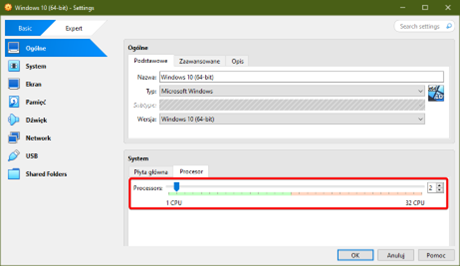 Windows 10 (64-bit) - Settings
Basic
Expert
Search settings
Ogólne
System
Ekran
Pamięć
Dźwięk
Network
USB
Shared Folders
Ogólne
Podstawowe
Zaawansowane
Opis
Nazwa:
Windows 10 (64-bit)
Typ:
Microsoft Windows
Subtype:
Wersja:
Windows 10 (64-bit)
System
Płyta główna
Procesor
Processors:
2
1 CPU
32 CPU
OK
Anuluj
Pomoc